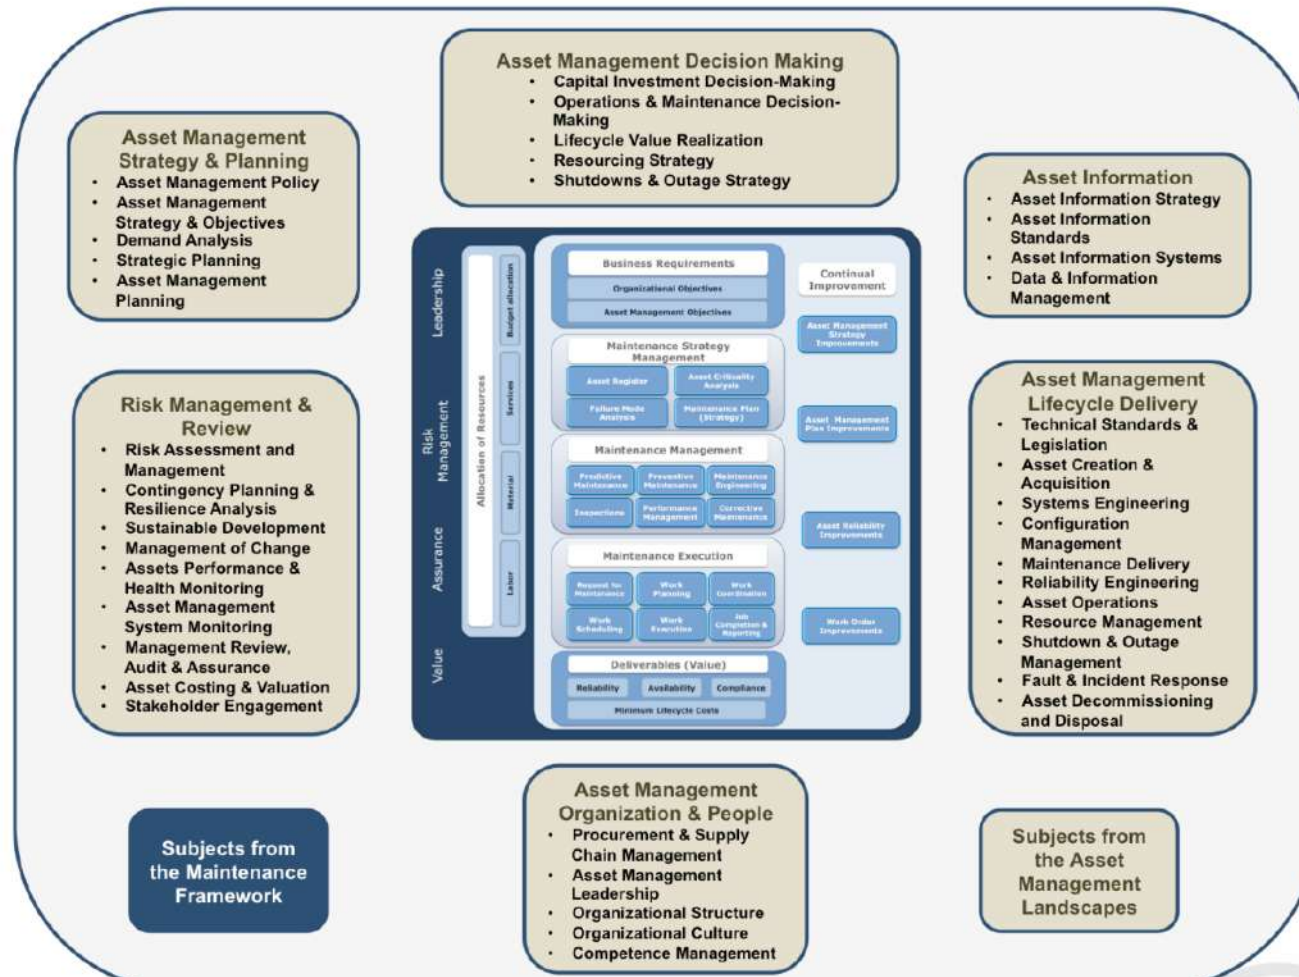 Asset Management Decision Making
• Capital Investment Decision-Making
• Operations & Maintenance Decision-
Making
• Lifecycle Value Realization
• Resourcing Strategy
• Shutdowns & Outage Strategy
Asset Management
Strategy & Planning
• Asset Management Policy
• Asset Management
Strategy & Objectives
• Demand Analysis
• Strategic Planning
• Asset Management
Planning
Asset Information
• Asset Information Strategy
• Asset Information
Standards
• Asset Information Systems
• Data & Information
Management
Risk Management &
Review
• Risk Assessment and
Management
• Contingency Planning &
Resilience Analysis
• Sustainable Development
• Management of Change
• Assets Performance &
Health Monitoring
• Asset Management
System Monitoring
• Management Review,
Audit & Assurance
• Asset Costing & Valuation
• Stakeholder Engagement
Leadership
Risk
Management
Assurance
Value
Allocation of Resources
Budget allocation
Services
Material
Labor
Business Requirements
Organizational Objectives
Asset Management Objectives
Maintenance Strategy
Management
Asset Register
Asset Criticality
Analysis
Failure Mode
Analysis
Maintenance Plan
(Strategy)
Maintenance Management
Predictive
Maintenance
Preventive
Maintenance
Maintenance
Engineering
Inspections
Performance
Management
Corrective
Maintenance
Maintenance Execution
Request for
Maintenance
Work
Planning
Work
Coordination
Work
Scheduling
Work
Execution
Job
Completion &
Reporting
Deliverables (Value)
Reliability
Availability
Compliance
Minimum Lifecycle Costs
Continual
Improvement
Asset Management
Strategy
Improvements
Asset Management
Plan Improvements
Asset Reliability
Improvements
Work Order
Improvements
Asset Management
Lifecycle Delivery
• Technical Standards &
Legislation
• Asset Creation &
Acquisition
• Systems Engineering
• Configuration
Management
• Maintenance Delivery
• Reliability Engineering
• Asset Operations
• Resource Management
• Shutdown & Outage
Management
• Fault & Incident Response
• Asset Decommissioning
and Disposal
Subjects from
the Maintenance
Framework
Asset Management
Organization & People
• Procurement & Supply
Chain Management
• Asset Management
Leadership
• Organizational Structure
• Organizational Culture
• Competence Management
Subjects from
the Asset
Management
Landscapes